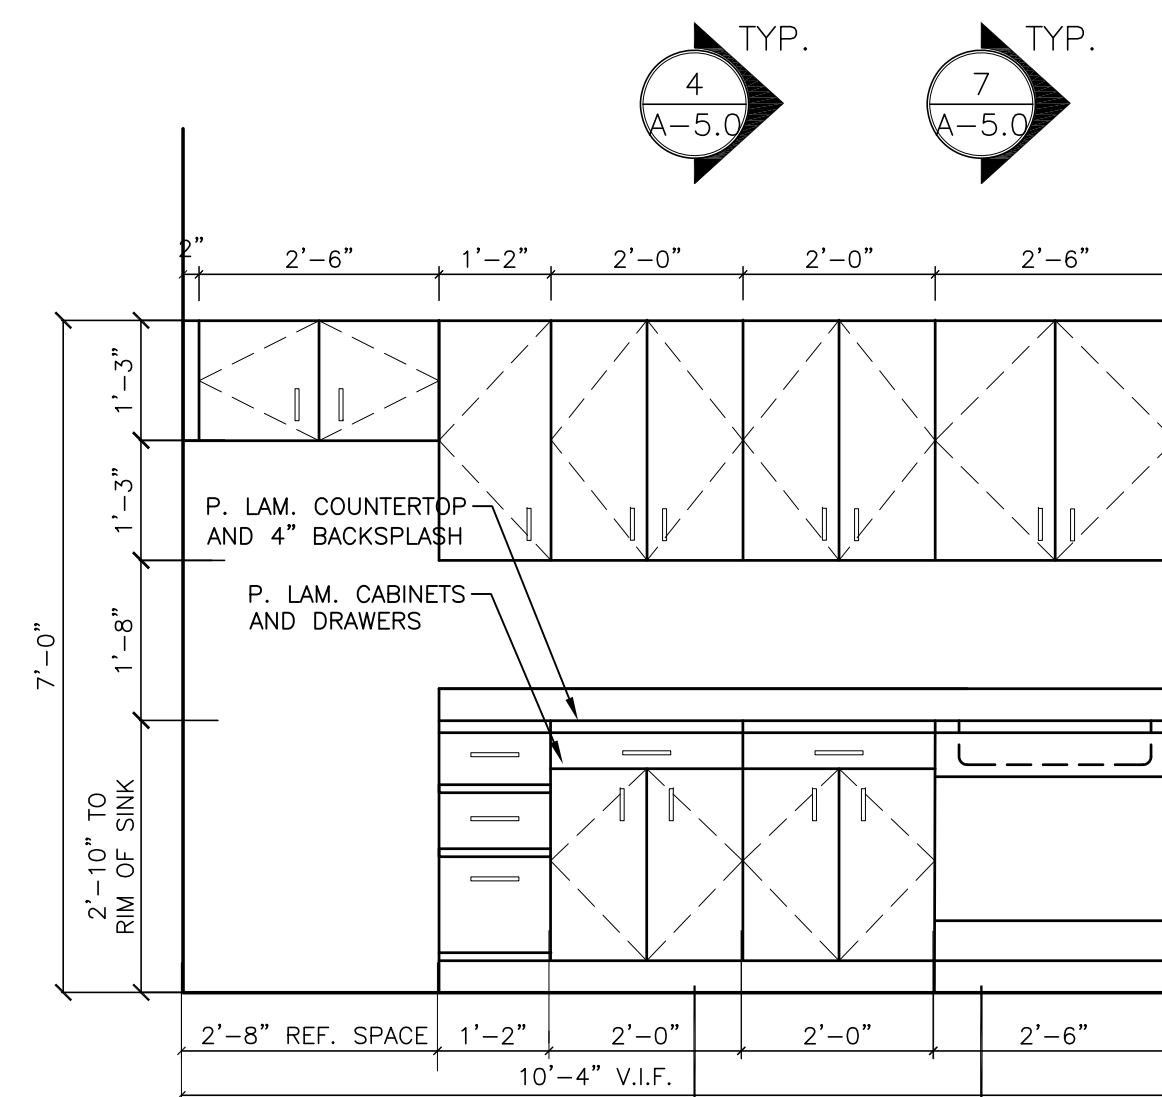 TYP.
TYP.
4
A-5.0
7
A-5.0
2"
2'-6"
1'-2"
2'-0"
2'-0"
2'-6"
1'-3"
1'-3"
P. LAM. COUNTERTOP
AND 4" BACKSPLASH
P. LAM. CABINETS
AND DRAWERS
1'-8"
7'-0"
2'-10" TO
RIM OF SINK
2'-8" REF. SPACE
1'-2"
2'-0"
2'-0"
2'-6"
10'-4" V.I.F.